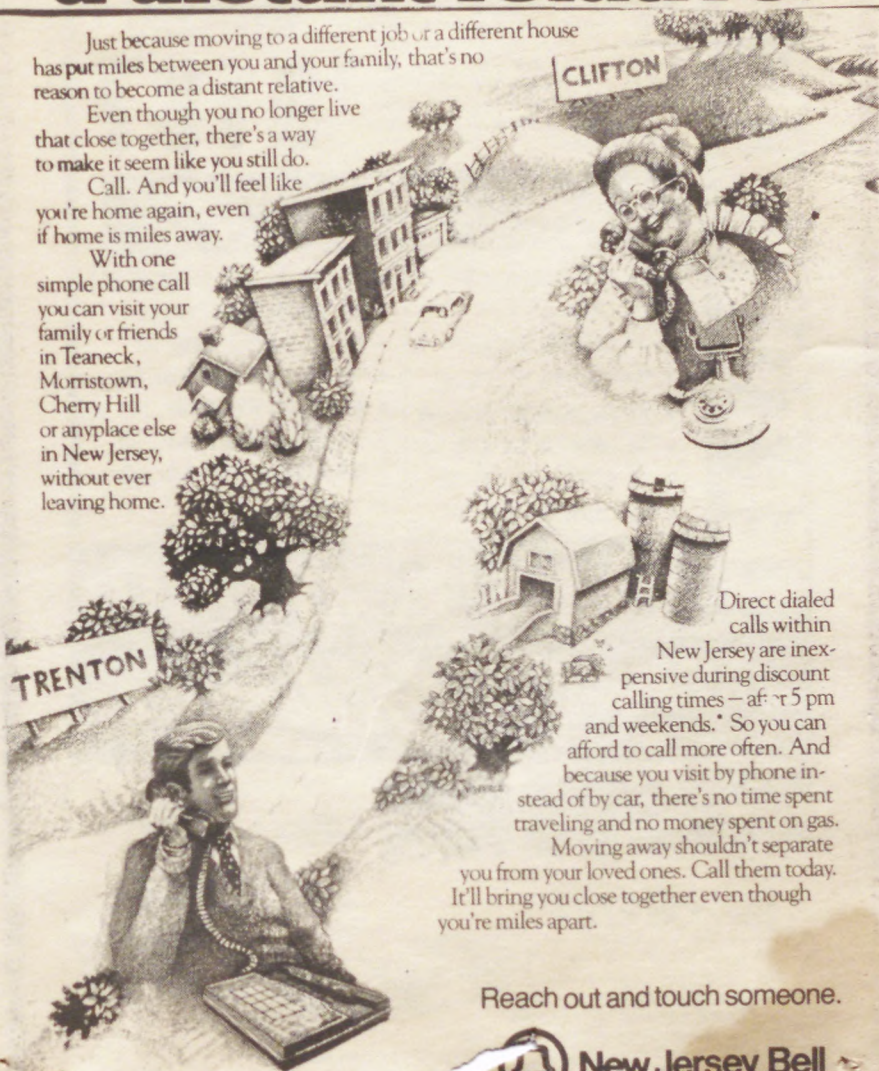 a distant relative.
Just because moving to a different job or a different house
has put miles between you and your family, that's no
reason to become a distant relative.
Even though you no longer live
that close together, there's a way
to make it seem like you still do.
Call. And you'll feel like
you're home again, even
if home is miles away.
With one
simple phone call
you can visit your
family or friends
in Teaneck,
Morristown,
Cherry Hill
or anyplace else
in New Jersey,
without ever
leaving home.
CLIFTON
TRENTON
Direct dialed
calls within
New Jersey are inex-
pensive during discount
calling times — after 5 pm
and weekends.* So you can
afford to call more often. And
because you visit by phone in-
stead of by car, there's no time spent
traveling and no money spent on gas.
Moving away shouldn't separate
you from your loved ones. Call them today.
It'll bring you close together even though
you're miles apart.
Reach out and touch someone.
New Jersey Bell